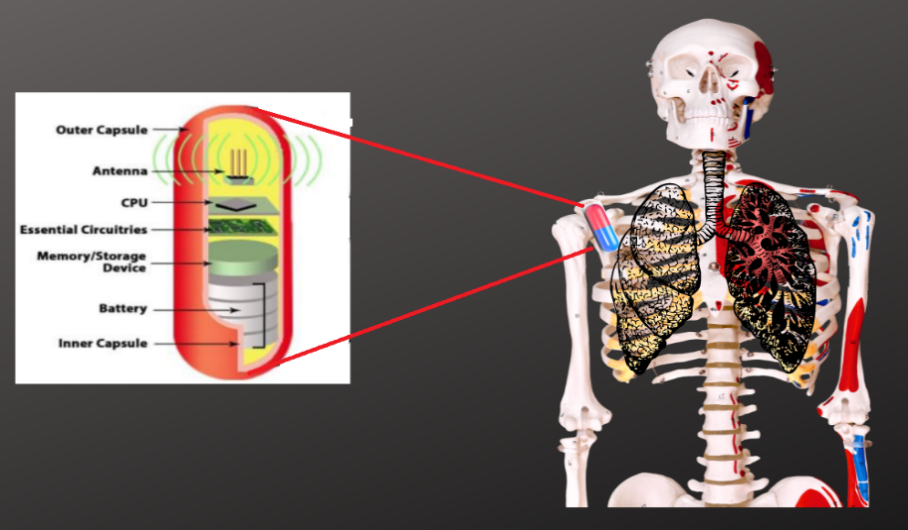 Outer Capsule
Antenna
CPU
Essential Circuitries
Memory/Storage
Device
Battery
Inner Capsule